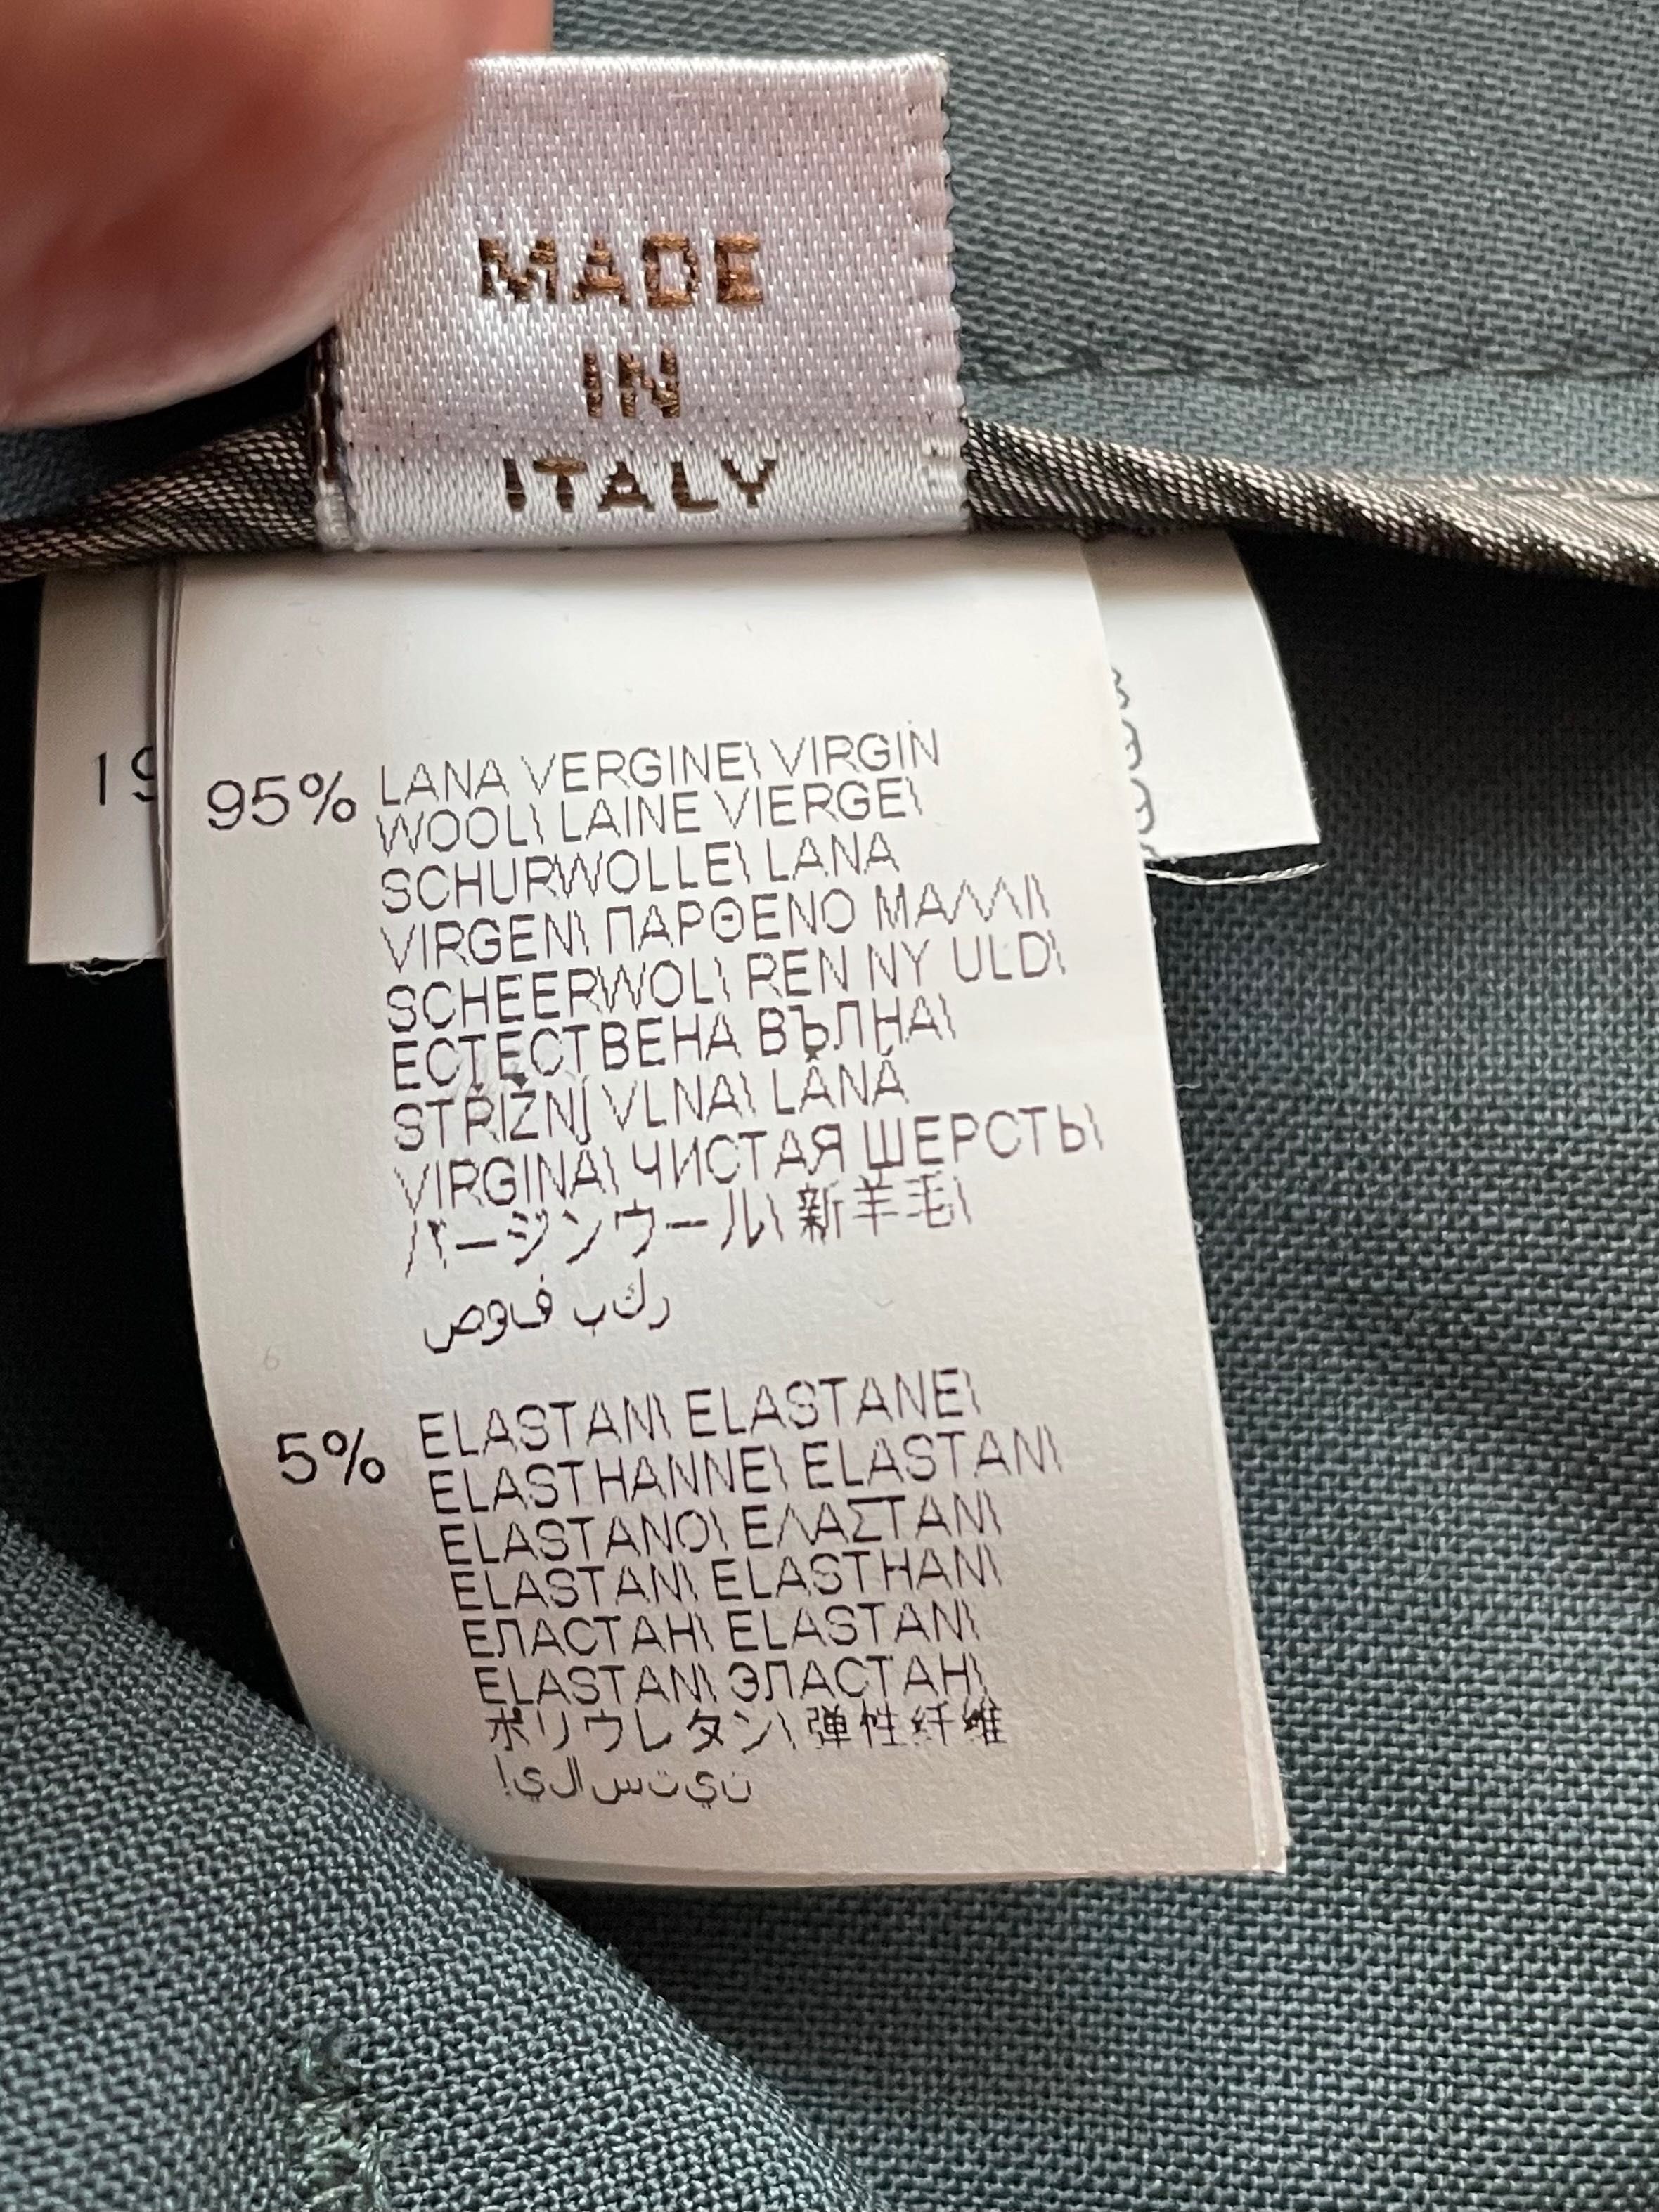 MADE
IN
ITALY
95% LANA VERGINE\ VIRGIN
WOOL\ LAINE VIERGE\
SCHURWOLLE\ LANA
VIRGEN\ ΠΑΡΘΕΝΟ ΜΑΛΛΙ\
SCHEERWOL\ REN NY ULD\
ЕСТЕСТВЕНА ВЪЛНА\
STŘIŽNÍ VLNA\ LÂNĂ
VIRGINĂ\ ЧИСТАЯ ШЕРСТЬ\
バージンウール\ 新羊毛\
ص و ف ب ك ر
5% ELASTAN\ ELASTANE\
ELASTHANNE\ ELASTAN\
ELASTANO\ ΕΛΑΣΤΑΝ\
ELASTAN\ ELASTHAN\
ЕЛАСТАН\ ELASTAN\
ELASTAN\ ЭЛАСТАН\
ポリウレタン\ 弹性纤维
إ ي ل ا س ت ي ن